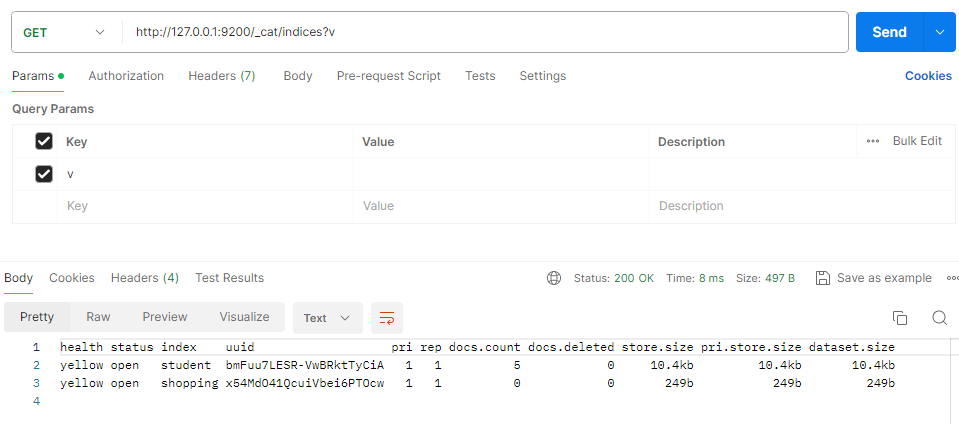 GET http://127.0.0.1:9200/_cat/indices?v Send
Params Authorization Headers (7) Body Pre-request Script Tests Settings Cookies
Query Params
Key Value Description Bulk Edit
v
Key Value Description
Body Cookies Headers (4) Test Results Status: 200 OK Time: 8 ms Size: 497 B Save as example
Pretty Raw Preview Visualize Text
1 health status index uuid pri rep docs.count docs.deleted store.size pri.store.size dataset.size
2 yellow open student bmFuu7LESR-VwBRktTyCiA 1 1 5 0 10.4kb 10.4kb 10.4kb
3 yellow open shopping x54MdO41QcuiVbei6PTOcw 1 1 0 0 249b 249b 249b
4